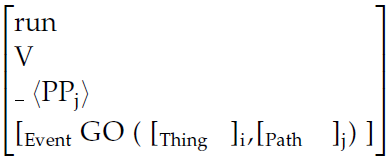 run
V
_ ⟨PPj⟩
[Event GO ( [Thing ]i,[Path ]j) ]